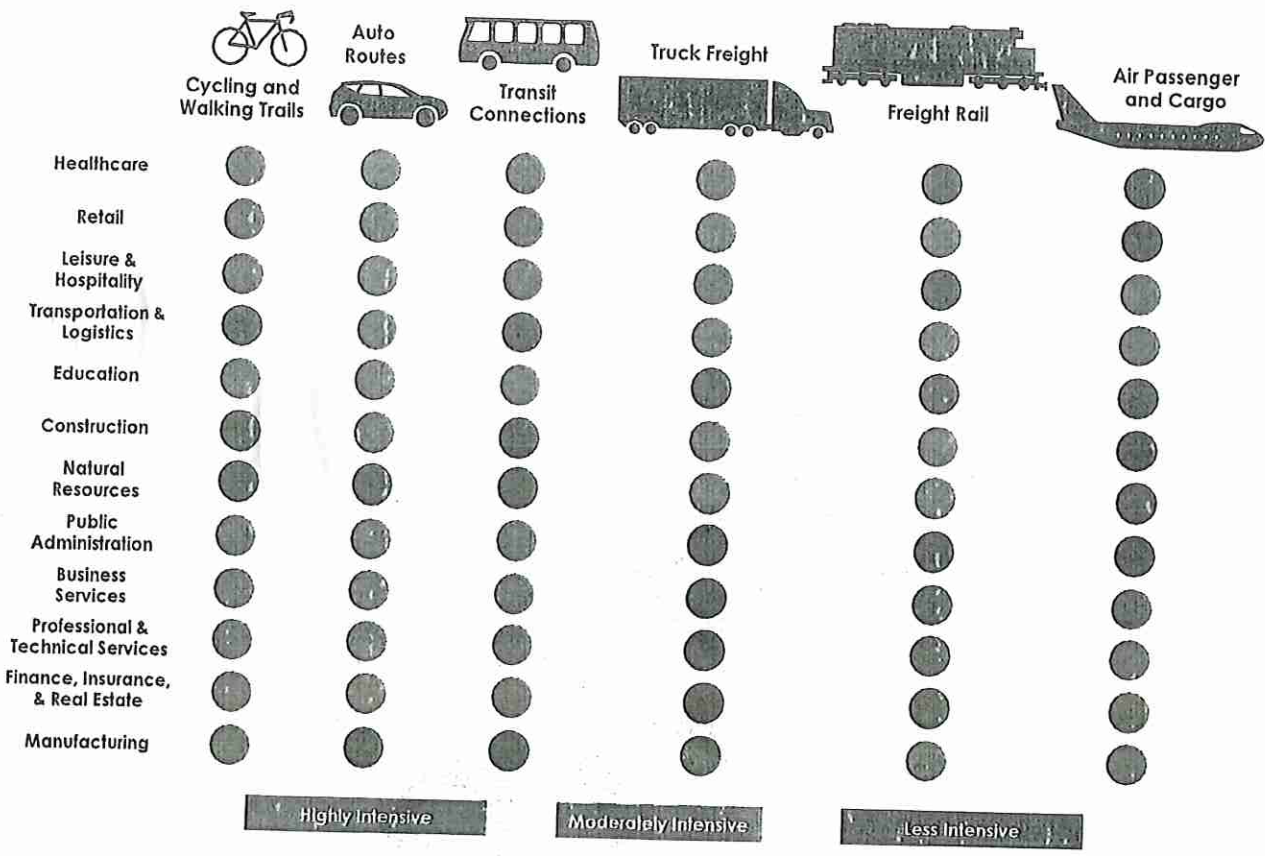 Cycling and
Walking Trails
Auto
Routes
Transit
Connections
Truck Freight
Freight Rail
Air Passenger
and Cargo
Healthcare
Retail
Leisure &
Hospitality
Transportation &
Logistics
Education
Construction
Natural
Resources
Public
Administration
Business
Services
Professional &
Technical Services
Finance, Insurance,
& Real Estate
Manufacturing
Highly Intensive
Moderately Intensive
Less Intensive